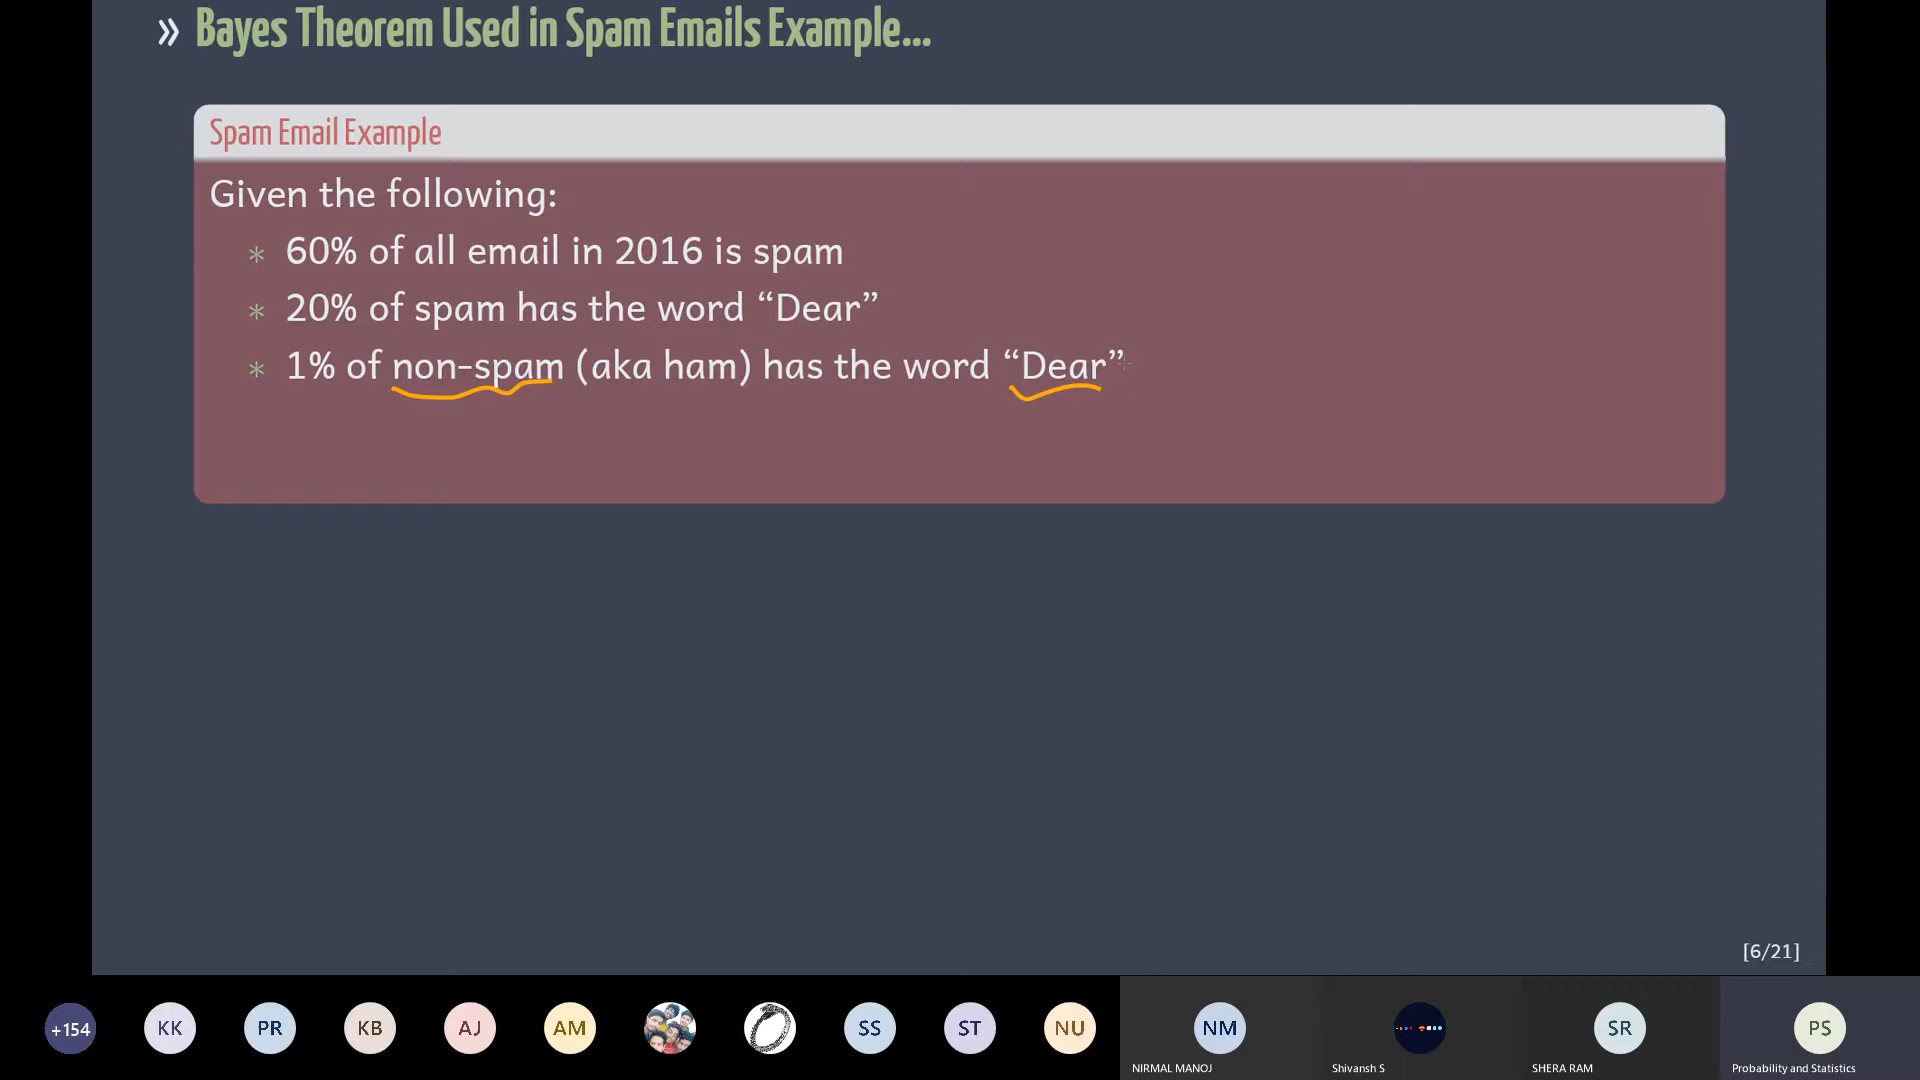 » Bayes Theorem Used in Spam Emails Example...
Spam Email Example
Given the following:
* 60% of all email in 2016 is spam
* 20% of spam has the word “Dear”
* 1% of non-spam (aka ham) has the word “Dear”
[6/21]
+154 KK PR KB AJ AM SS ST NU NM SR PS
NIRMAL MANOJ Shivansh S SHERA RAM Probability and Statistics